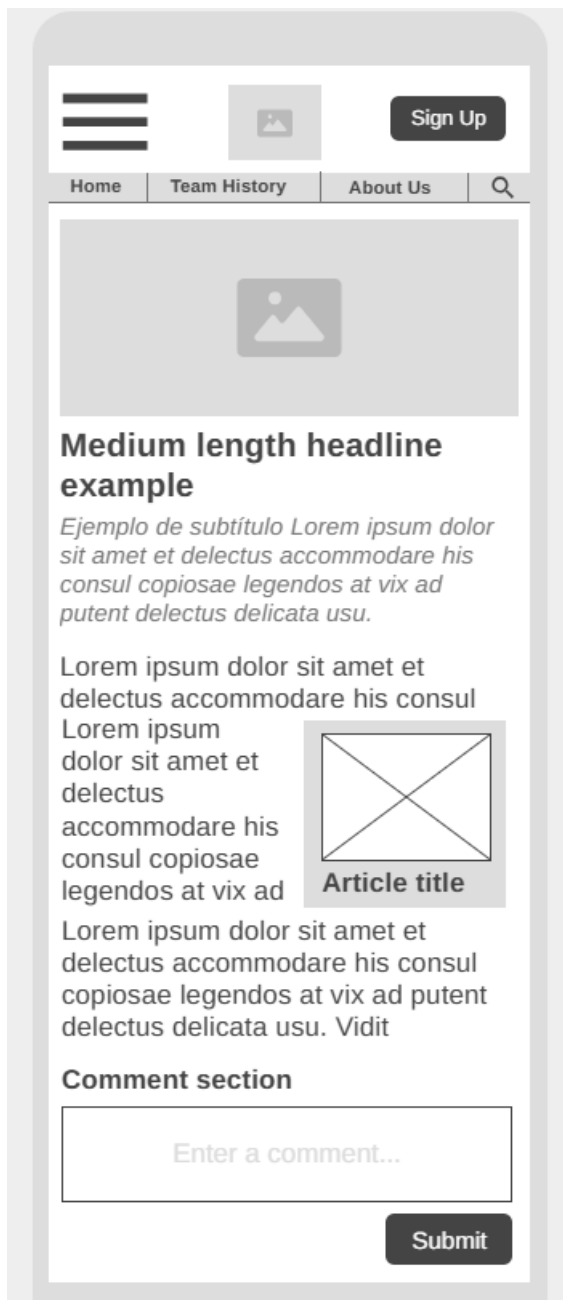 Sign Up
Home
Team History
About Us
Medium length headline
example
Ejemplo de subtítulo Lorem ipsum dolor
sit amet et delectus accommodare his
consul copiosae legendos at vix ad
putent delectus delicata usu.
Lorem ipsum dolor sit amet et
delectus accommodare his consul
Lorem ipsum
dolor sit amet et
delectus
accommodare his
consul copiosae
legendos at vix ad
Article title
Lorem ipsum dolor sit amet et
delectus accommodare his consul
copiosae legendos at vix ad putent
delectus delicata usu. Vidit
Comment section
Enter a comment...
Submit